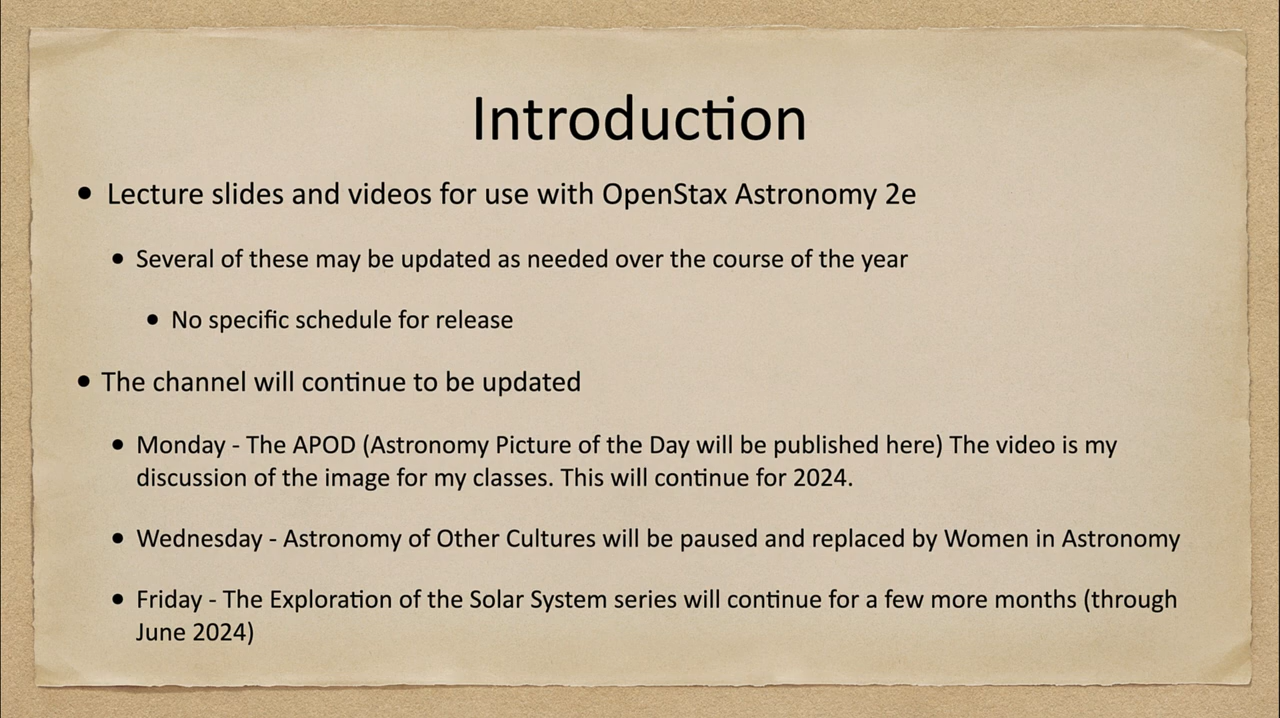 Introduction
• Lecture slides and videos for use with OpenStax Astronomy 2e
• Several of these may be updated as needed over the course of the year
• No specific schedule for release
• The channel will continue to be updated
• Monday - The APOD (Astronomy Picture of the Day will be published here) The video is my
discussion of the image for my classes. This will continue for 2024.
• Wednesday - Astronomy of Other Cultures will be paused and replaced by Women in Astronomy
• Friday - The Exploration of the Solar System series will continue for a few more months (through
June 2024)